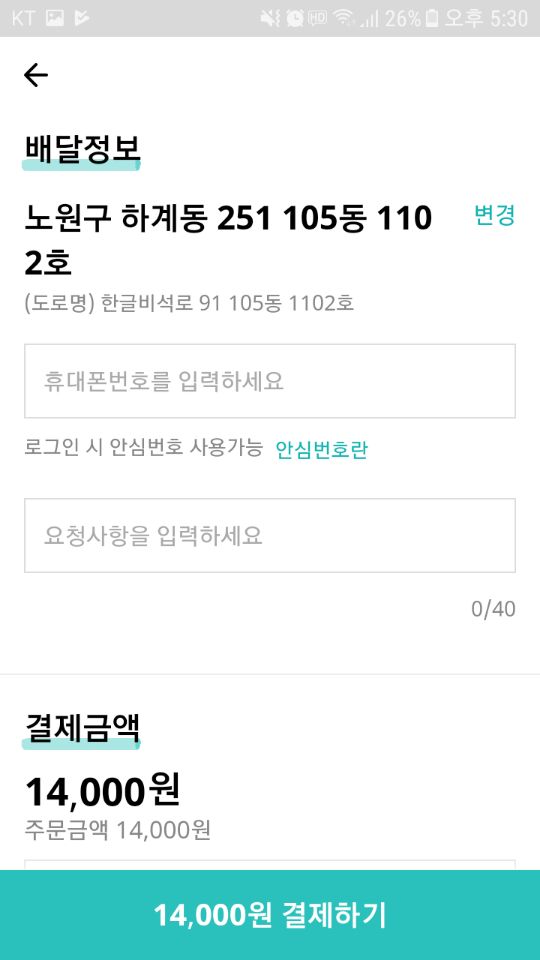 KT HD 26% 오후 5:30
배달정보
노원구 하계동 251 105동 110
2호
변경
(도로명) 한글비석로 91 105동 1102호
휴대폰번호를 입력하세요
로그인 시 안심번호 사용가능 안심번호란
요청사항을 입력하세요
0/40
결제금액
14,000원
주문금액 14,000원
14,000원 결제하기